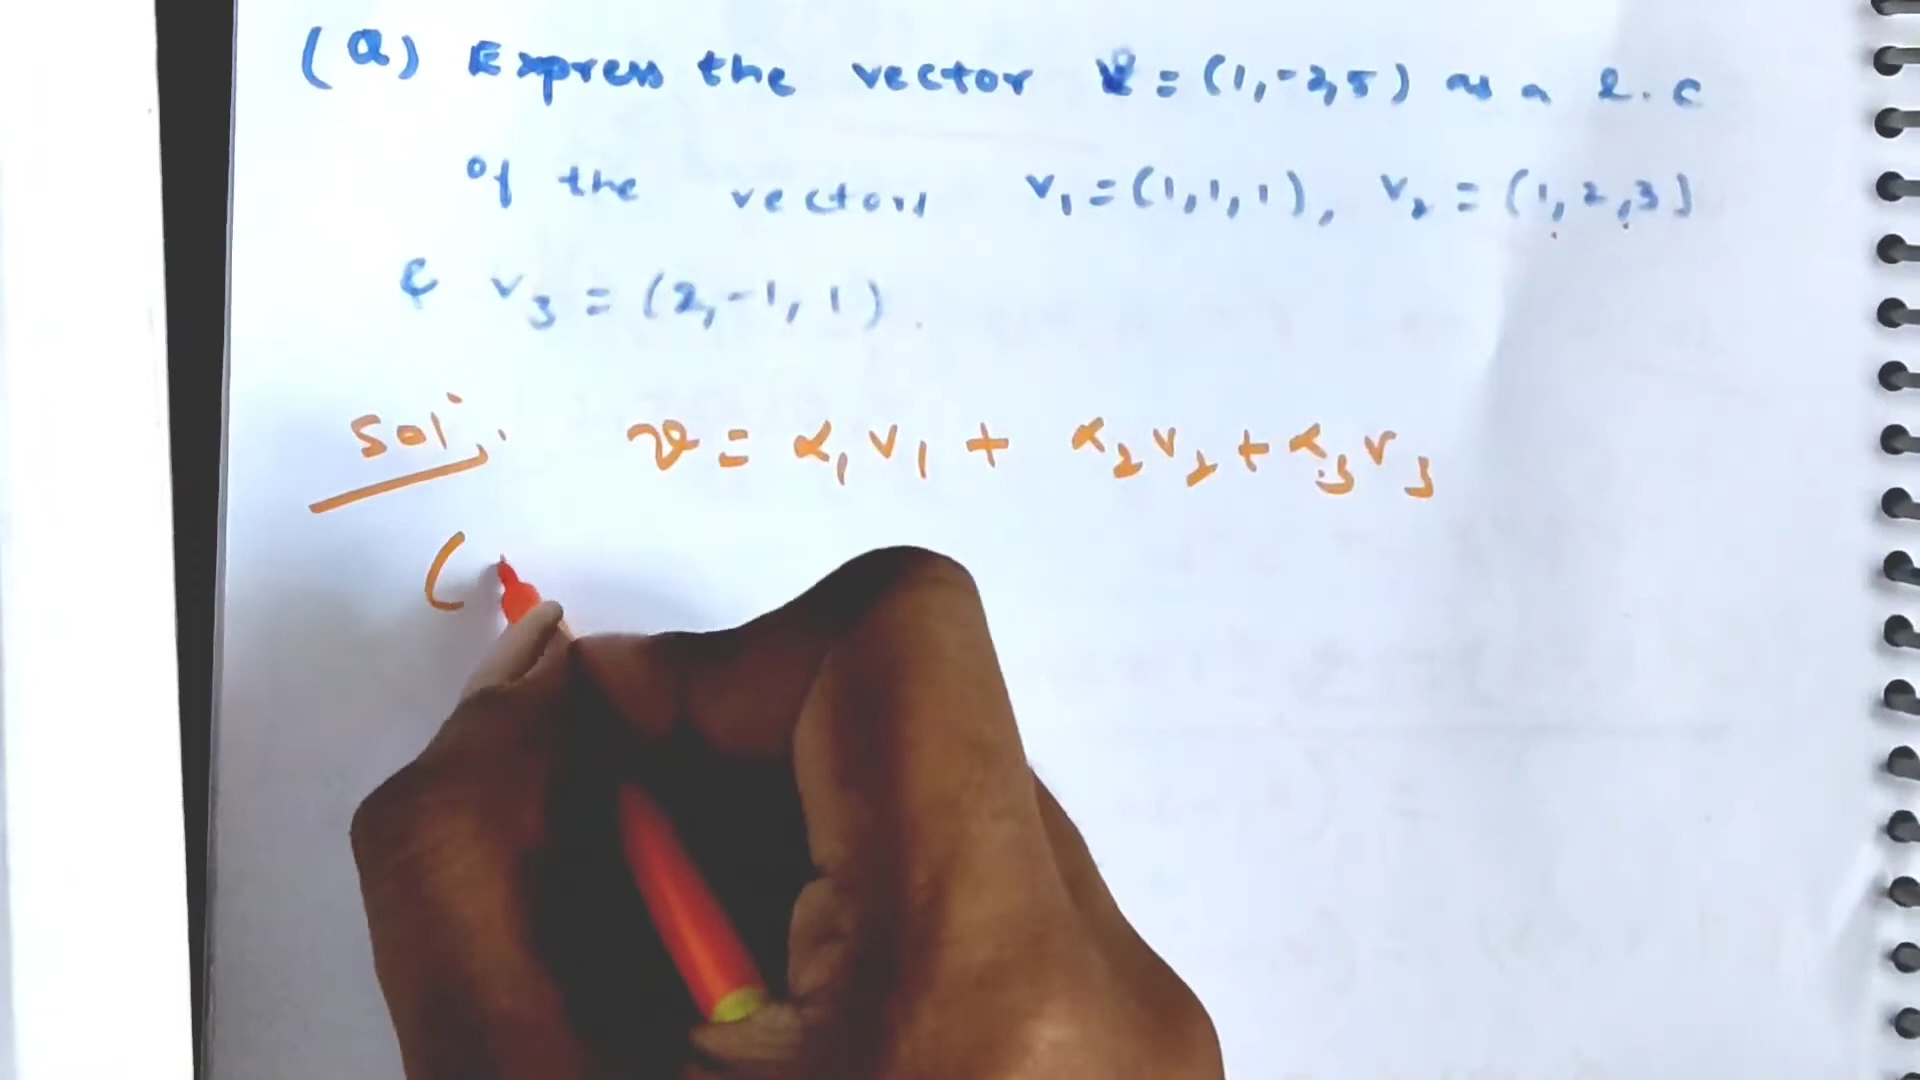 (a) Express the vector v = (1, -2, 5) as a l.c
of the vectors v₁ = (1, 1, 1), v₂ = (1, 2, 3)
& v₃ = (2, -1, 1).
Sol:   v = α₁v₁ + α₂v₂ + α₃v₃
(